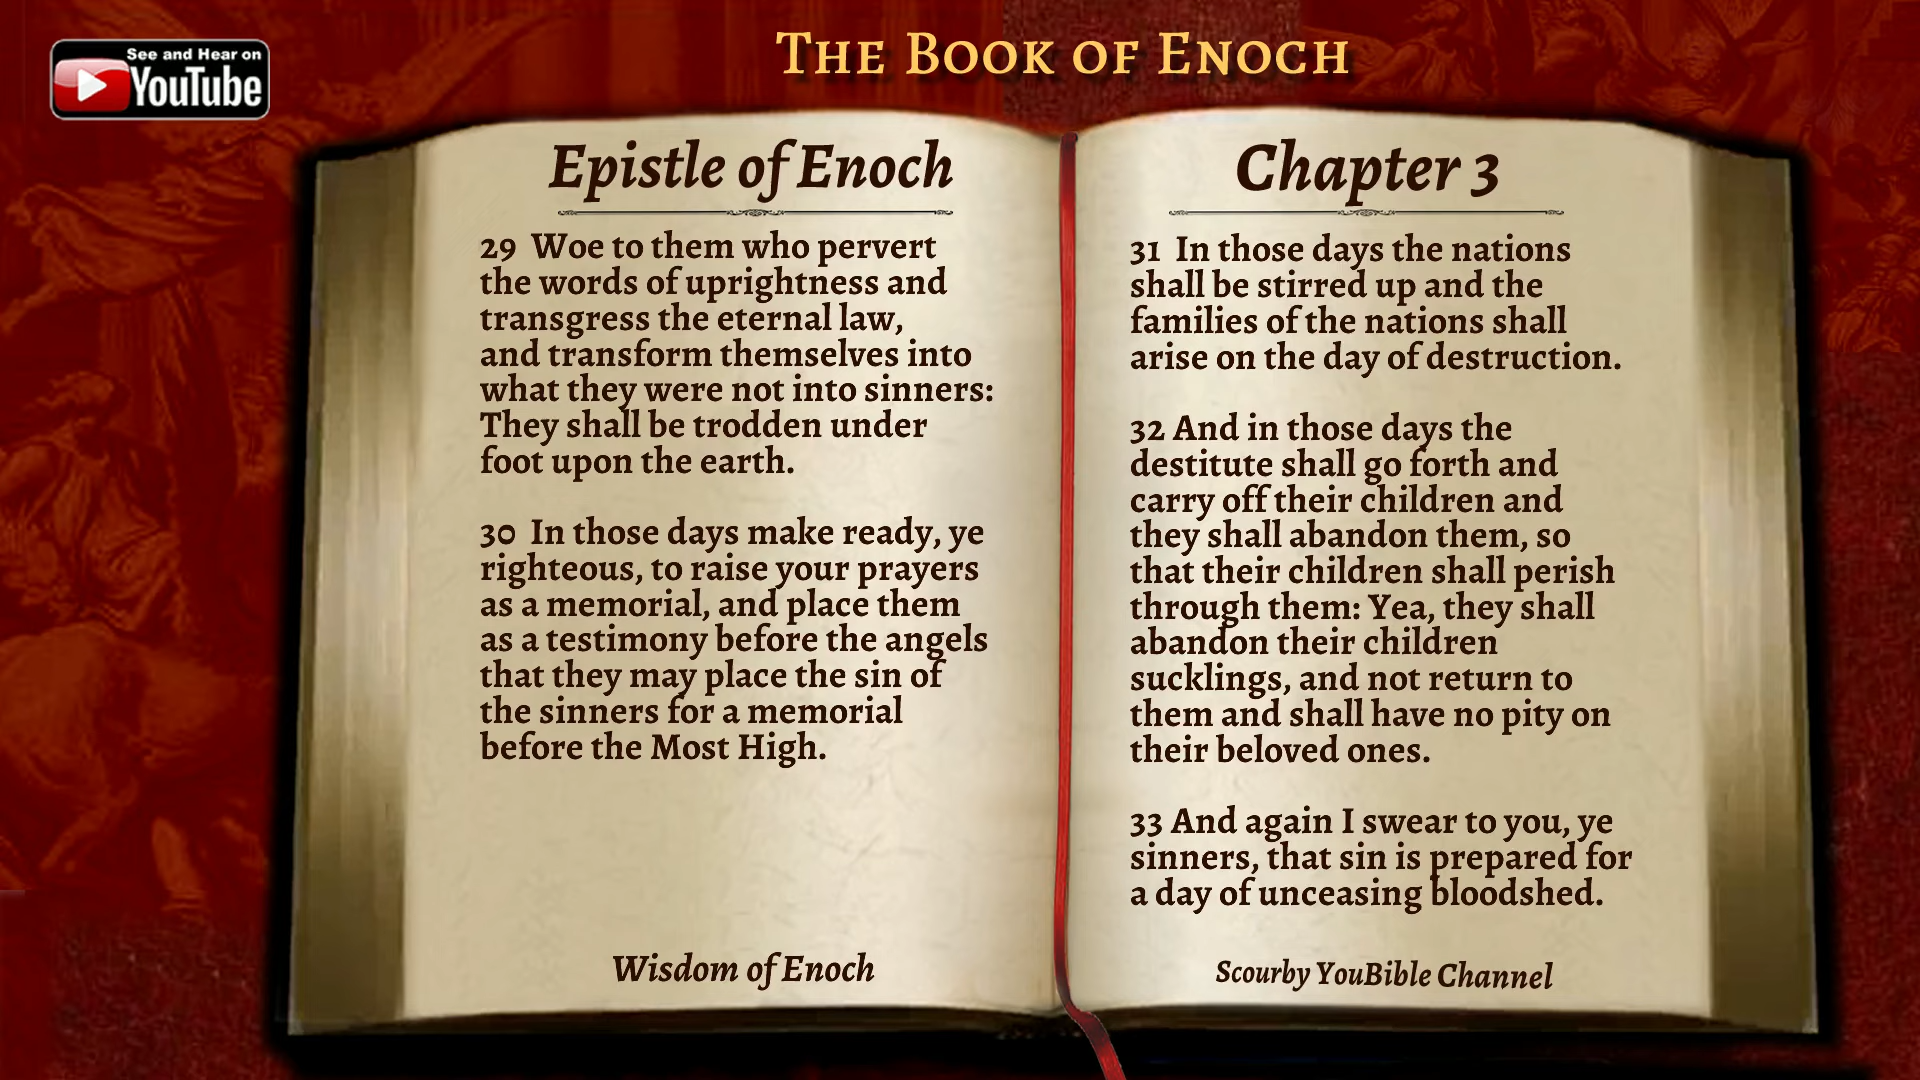 See and Hear on
YouTube
The Book of Enoch
Epistle of Enoch
29 Woe to them who pervert
the words of uprightness and
transgress the eternal law,
and transform themselves into
what they were not into sinners:
They shall be trodden under
foot upon the earth.
30 In those days make ready, ye
righteous, to raise your prayers
as a memorial, and place them
as a testimony before the angels
that they may place the sin of
the sinners for a memorial
before the Most High.
Wisdom of Enoch
Chapter 3
31 In those days the nations
shall be stirred up and the
families of the nations shall
arise on the day of destruction.
32 And in those days the
destitute shall go forth and
carry off their children and
they shall abandon them, so
that their children shall perish
through them: Yea, they shall
abandon their children
sucklings, and not return to
them and shall have no pity on
their beloved ones.
33 And again I swear to you, ye
sinners, that sin is prepared for
a day of unceasing bloodshed.
Scourby YouBible Channel